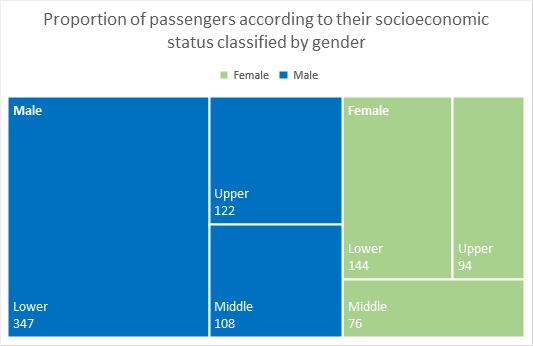 Proportion of passengers according to their socioeconomic
status classified by gender
Female Male
Male
Lower
347
Upper
122
Middle
108
Female
Lower
144
Upper
94
Middle
76